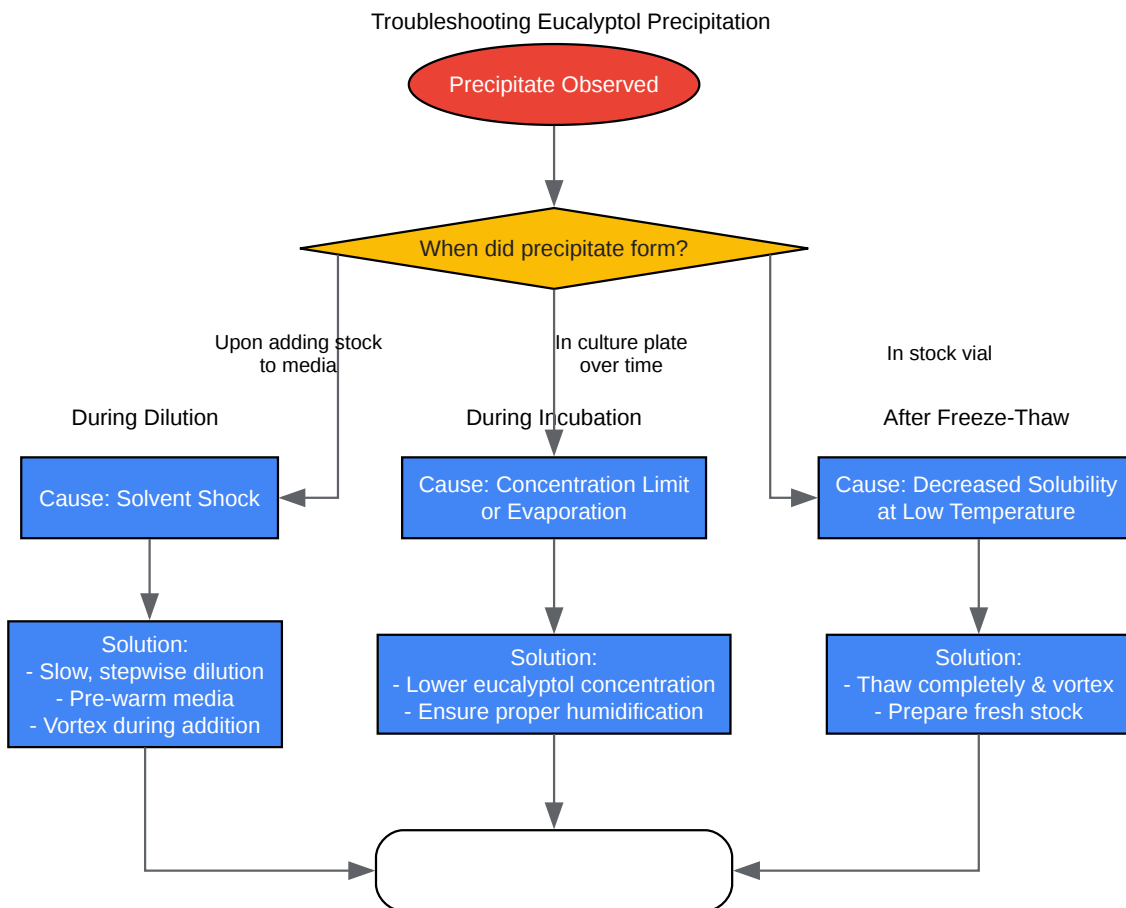 Troubleshooting Eucalyptol Precipitation
Precipitate Observed
When did precipitate form?
Upon adding stock
to media
In culture plate
over time
In stock vial
During Dilution
During Incubation
After Freeze-Thaw
Cause: Solvent Shock
Cause: Concentration Limit
or Evaporation
Cause: Decreased Solubility
at Low Temperature
Solution:
- Slow, stepwise dilution
- Pre-warm media
- Vortex during addition
Solution:
- Lower eucalyptol concentration
- Ensure proper humidification
Solution:
- Thaw completely & vortex
- Prepare fresh stock